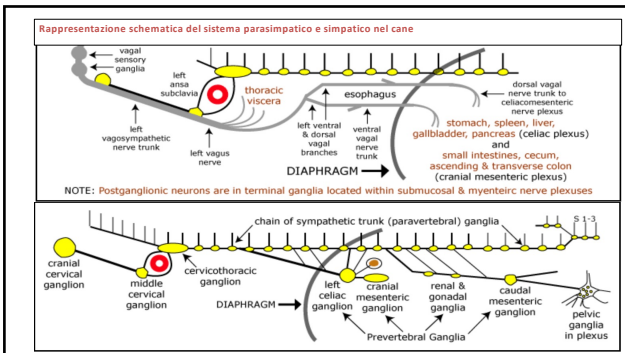 Rappresentazione schematica del sistema parasimpatico e simpatico nel cane
vagal
sensory
ganglia
left
ansa
subclavia
thoracic
viscera
esophagus
dorsal vagal
nerve trunk to
celiacomesenteric
nerve plexus
left
vagosympathetic
nerve trunk
left vagus
nerve
left ventral
& dorsal
vagal
branches
ventral
vagal
nerve
trunk
stomach, spleen, liver,
gallbladder, pancreas (celiac plexus)
and
small intestines, cecum,
ascending & transverse colon
(cranial mesenteric plexus)
DIAPHRAGM
NOTE: Postganglionic neurons are in terminal ganglia located within submucosal & myenteirc nerve plexuses
chain of sympathetic trunk (paravertebral) ganglia
S 1-3
cranial
cervical
ganglion
middle
cervical
ganglion
cervicothoracic
ganglion
DIAPHRAGM
left
celiac
ganglion
cranial
mesenteric
ganglion
renal &
gonadal
ganglia
caudal
mesenteric
ganglion
pelvic
ganglia
in plexus
Prevertebral Ganglia